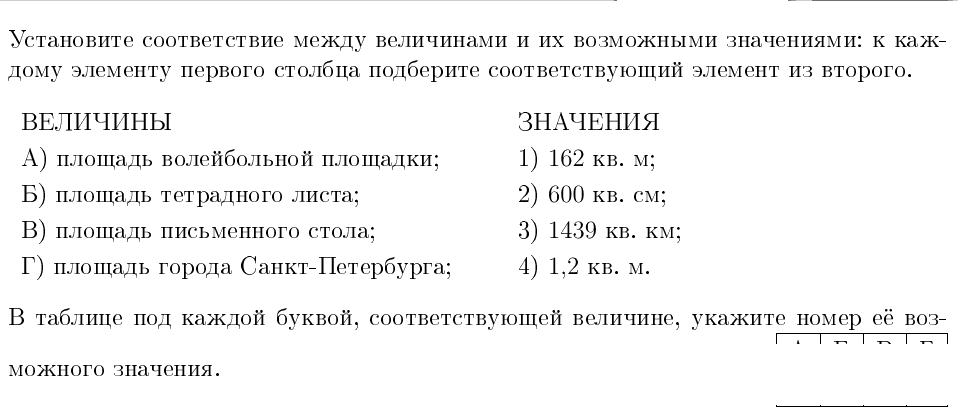 Установите соответствие между величинами и их возможными значениями: к каж-
дому элементу первого столбца подберите соответствующий элемент из второго.
ВЕЛИЧИНЫ ЗНАЧЕНИЯ
А) площадь волейбольной площадки; 1) 162 кв. м;
Б) площадь тетрадного листа; 2) 600 кв. см;
В) площадь письменного стола; 3) 1439 кв. км;
Г) площадь города Санкт-Петербурга; 4) 1,2 кв. м.
В таблице под каждой буквой, соответствующей величине, укажите номер её воз-
можного значения.